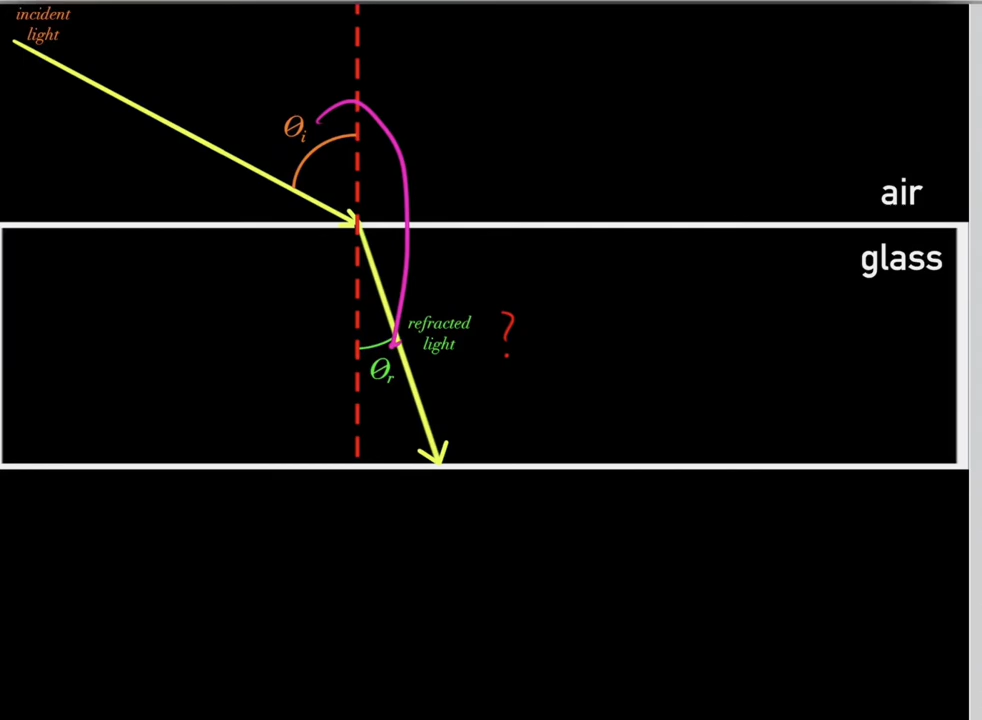 incident
light
θi
air
glass
refracted
light
?
θr